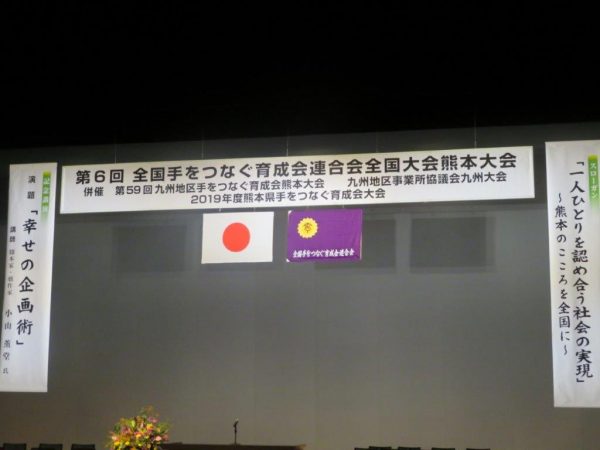 第6回 全国手をつなぐ育成会連合会全国大会熊本大会
併催 第59回九州地区手をつなぐ育成会熊本大会 九州地区事業所協議会九州大会
2019年度熊本県手をつなぐ育成会大会
全国手をつなぐ育成会連合会
スローガン
「一人ひとりを認め合う社会の実現」
～熊本のこころを全国に～
記念講演
演題 「幸せの企画術」
小山 薫堂 氏